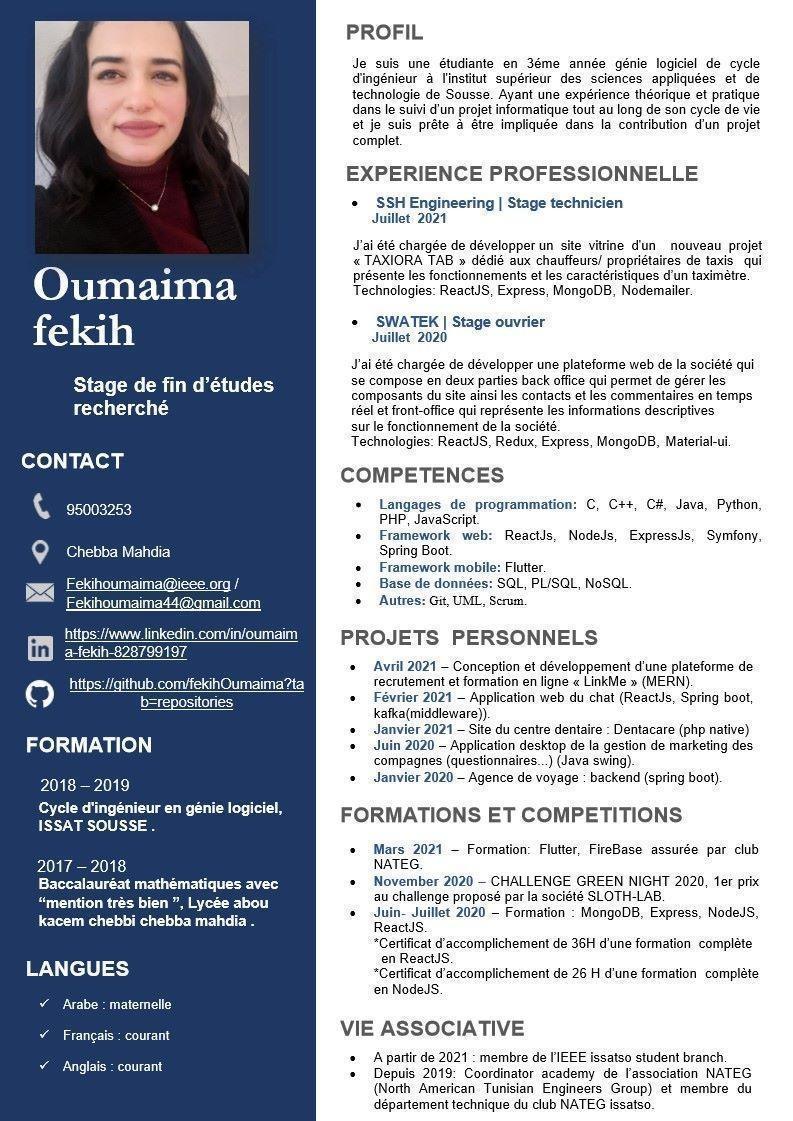 Oumaima
fekih
Stage de fin d’études
recherché
CONTACT
95003253
Chebba Mahdia
Fekihoumaima@ieee.org /
Fekihoumaima44@gmail.com
https://www.linkedin.com/in/oumaim
a-fekih-828799197
https://github.com/fekihOumaima?ta
b=repositories
FORMATION
2018 – 2019
Cycle d'ingénieur en génie logiciel,
ISSAT SOUSSE .
2017 – 2018
Baccalauréat mathématiques avec
“mention très bien ”, Lycée abou
kacem chebbi chebba mahdia .
LANGUES
✓ Arabe : maternelle
✓ Français : courant
✓ Anglais : courant
PROFIL
Je suis une étudiante en 3éme année génie logiciel de cycle
d'ingénieur à l'institut supérieur des sciences appliquées et de
technologie de Sousse. Ayant une expérience théorique et pratique
dans le suivi d’un projet informatique tout au long de son cycle de vie
et je suis prête à être impliquée dans la contribution d’un projet
complet.
EXPERIENCE PROFESSIONNELLE
• SSH Engineering | Stage technicien
Juillet 2021
J’ai été chargée de développer un site vitrine d’un nouveau projet
« TAXIORA TAB » dédié aux chauffeurs/ propriétaires de taxis qui
présente les fonctionnements et les caractéristiques d’un taximètre.
Technologies: ReactJS, Express, MongoDB, Nodemailer.
• SWATEK | Stage ouvrier
Juillet 2020
J’ai été chargée de développer une plateforme web de la société qui
se compose en deux parties back office qui permet de gérer les
composants du site ainsi les contacts et les commentaires en temps
réel et front-office qui représente les informations descriptives
sur le fonctionnement de la société.
Technologies: ReactJS, Redux, Express, MongoDB, Material-ui.
COMPETENCES
• Langages de programmation: C, C++, C#, Java, Python,
PHP, JavaScript.
• Framework web: ReactJs, NodeJs, ExpressJs, Symfony,
Spring Boot.
• Framework mobile: Flutter.
• Base de données: SQL, PL/SQL, NoSQL.
• Autres: Git, UML, Scrum.
PROJETS PERSONNELS
• Avril 2021 – Conception et développement d’une plateforme de
recrutement et formation en ligne « LinkMe » (MERN).
• Février 2021 – Application web du chat (ReactJs, Spring boot,
kafka(middleware)).
• Janvier 2021 – Site du centre dentaire : Dentacare (php native)
• Juin 2020 – Application desktop de la gestion de marketing des
compagnes (questionnaires...) (Java swing).
• Janvier 2020 – Agence de voyage : backend (spring boot).
FORMATIONS ET COMPETITIONS
• Mars 2021 – Formation: Flutter, FireBase assurée par club
NATEG.
• November 2020 – CHALLENGE GREEN NIGHT 2020, 1er prix
au challenge proposé par la société SLOTH-LAB.
• Juin- Juillet 2020 – Formation : MongoDB, Express, NodeJS,
ReactJS.
*Certificat d’accomplichement de 36H d’une formation complète
en ReactJS.
*Certificat d’accomplichement de 26 H d’une formation complète
en NodeJS.
VIE ASSOCIATIVE
• A partir de 2021 : membre de l’IEEE issatso student branch.
• Depuis 2019: Coordinator academy de l’association NATEG
(North American Tunisian Engineers Group) et membre du
département technique du club NATEG issatso.